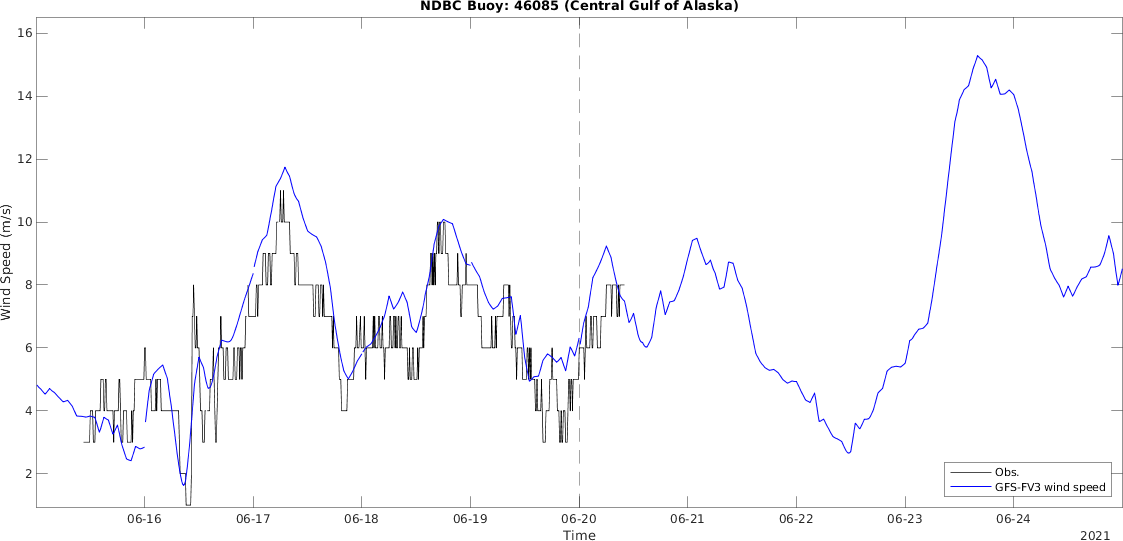 NDBC Buoy: 46085 (Central Gulf of Alaska)
16
14
12
10
8
6
4
2
Wind Speed (m/s)
Obs.
GFS-FV3 wind speed
06-16 06-17 06-18 06-19 06-20 06-21 06-22 06-23 06-24
Time
2021